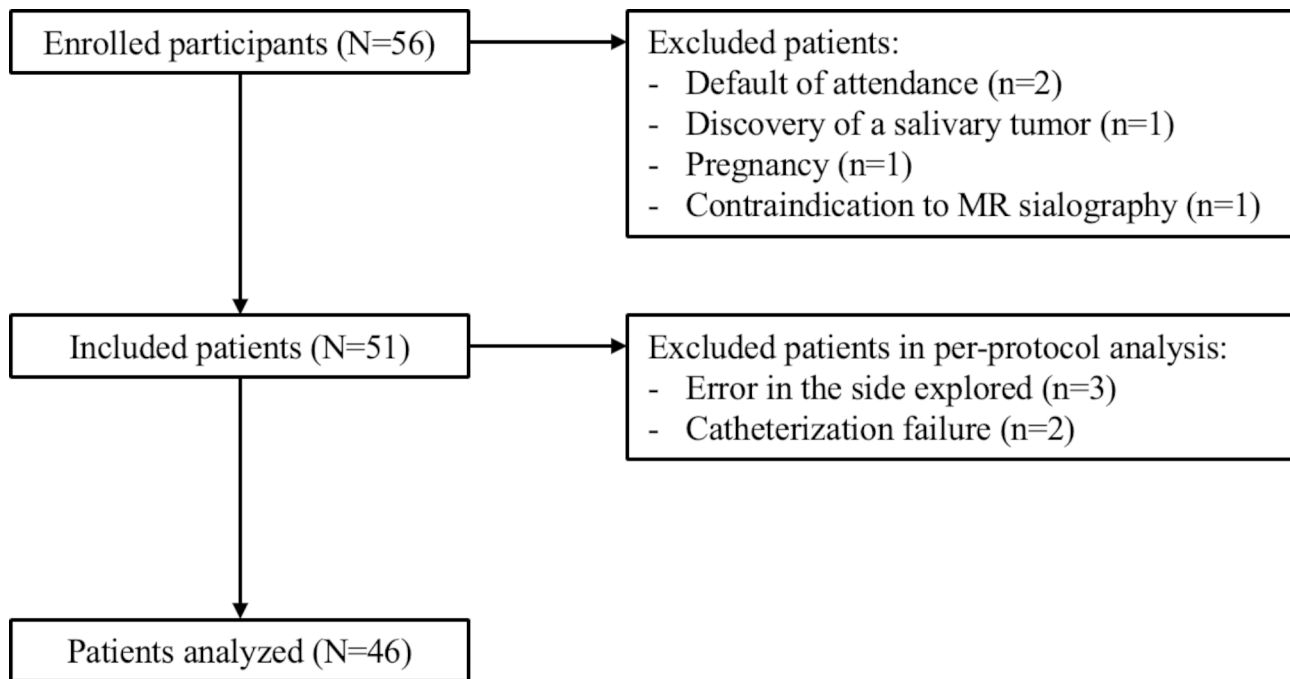 Enrolled participants (N=56)
Excluded patients:
- Default of attendance (n=2)
- Discovery of a salivary tumor (n=1)
- Pregnancy (n=1)
- Contraindication to MR sialography (n=1)
Included patients (N=51)
Excluded patients in per-protocol analysis:
- Error in the side explored (n=3)
- Catheterization failure (n=2)
Patients analyzed (N=46)